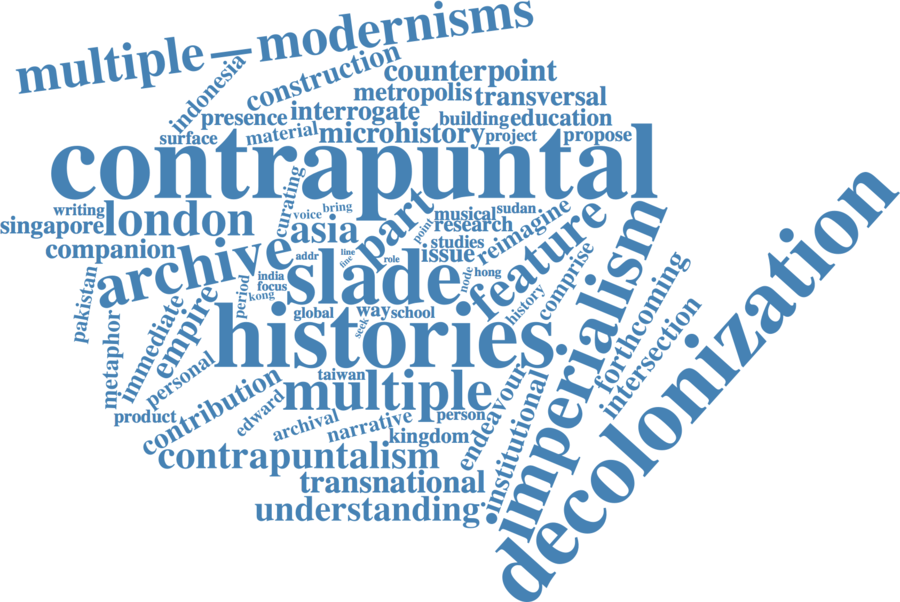 multiple—modernisms
indonesia
construction
counterpoint
metropolis
transversal
presence
interrogate
building
education
surface
material
microhistory
project
propose
contrapuntal
writing
singapore
london
curating
voice
bring
asia
part
point
musical
sudan
research
reimagine
companion
archive
addr
line
fine
role
issue
studies
feature
imperialism
decolonization
pakistan
india
focus
kong
period
slade
node
hong
history
comprise
forthcoming
metaphor
immediate
empire
global
seek
way
school
histories
intersection
personal
taiwan
multiple
product
contribution
edward
archival
narrative
person
kingdom
endeavour
institutional
contrapuntalism
transnational
understanding